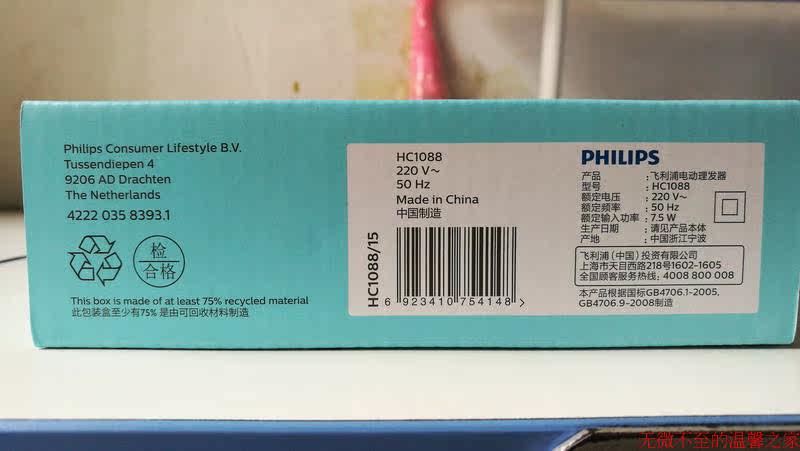 Philips Consumer Lifestyle B.V.
Tussendiepen 4
9206 AD Drachten
The Netherlands
4222 035 8393.1
检
合格
This box is made of at least 75% recycled material
此包装盒至少有75% 是由可回收材料制造
HC1088
220 V~
50 Hz
Made in China
中国制造
HC1088/15
6 923410 754148 >
PHILIPS
产品 : 飞利浦电动理发器
型号 : HC1088
额定电压 : 220 V~
额定频率 : 50 Hz
额定输入功率 : 7.5 W
生产日期 : 请见产品本体
产地 : 中国浙江宁波
飞利浦(中国)投资有限公司
上海市天目西路218号1602-1605
全国顾客服务热线: 4008 800 008
本产品根据国标GB4706.1-2005,
GB4706.9-2008制造
无微不至的温馨之家